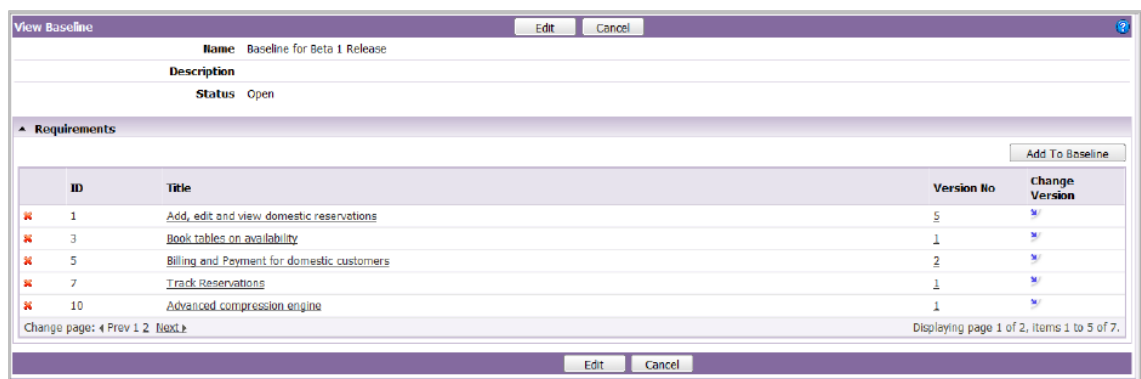 View Baseline Edit Cancel ?
Name Baseline for Beta 1 Release
Description
Status Open
Requirements
Add To Baseline
ID Title Version No Change Version
1 Add, edit and view domestic reservations 5
3 Book tables on availability 1
5 Billing and Payment for domestic customers 2
7 Track Reservations 1
10 Advanced compression engine 1
Change page: Prev 1 2 Next Displaying page 1 of 2, items 1 to 5 of 7.
Edit Cancel